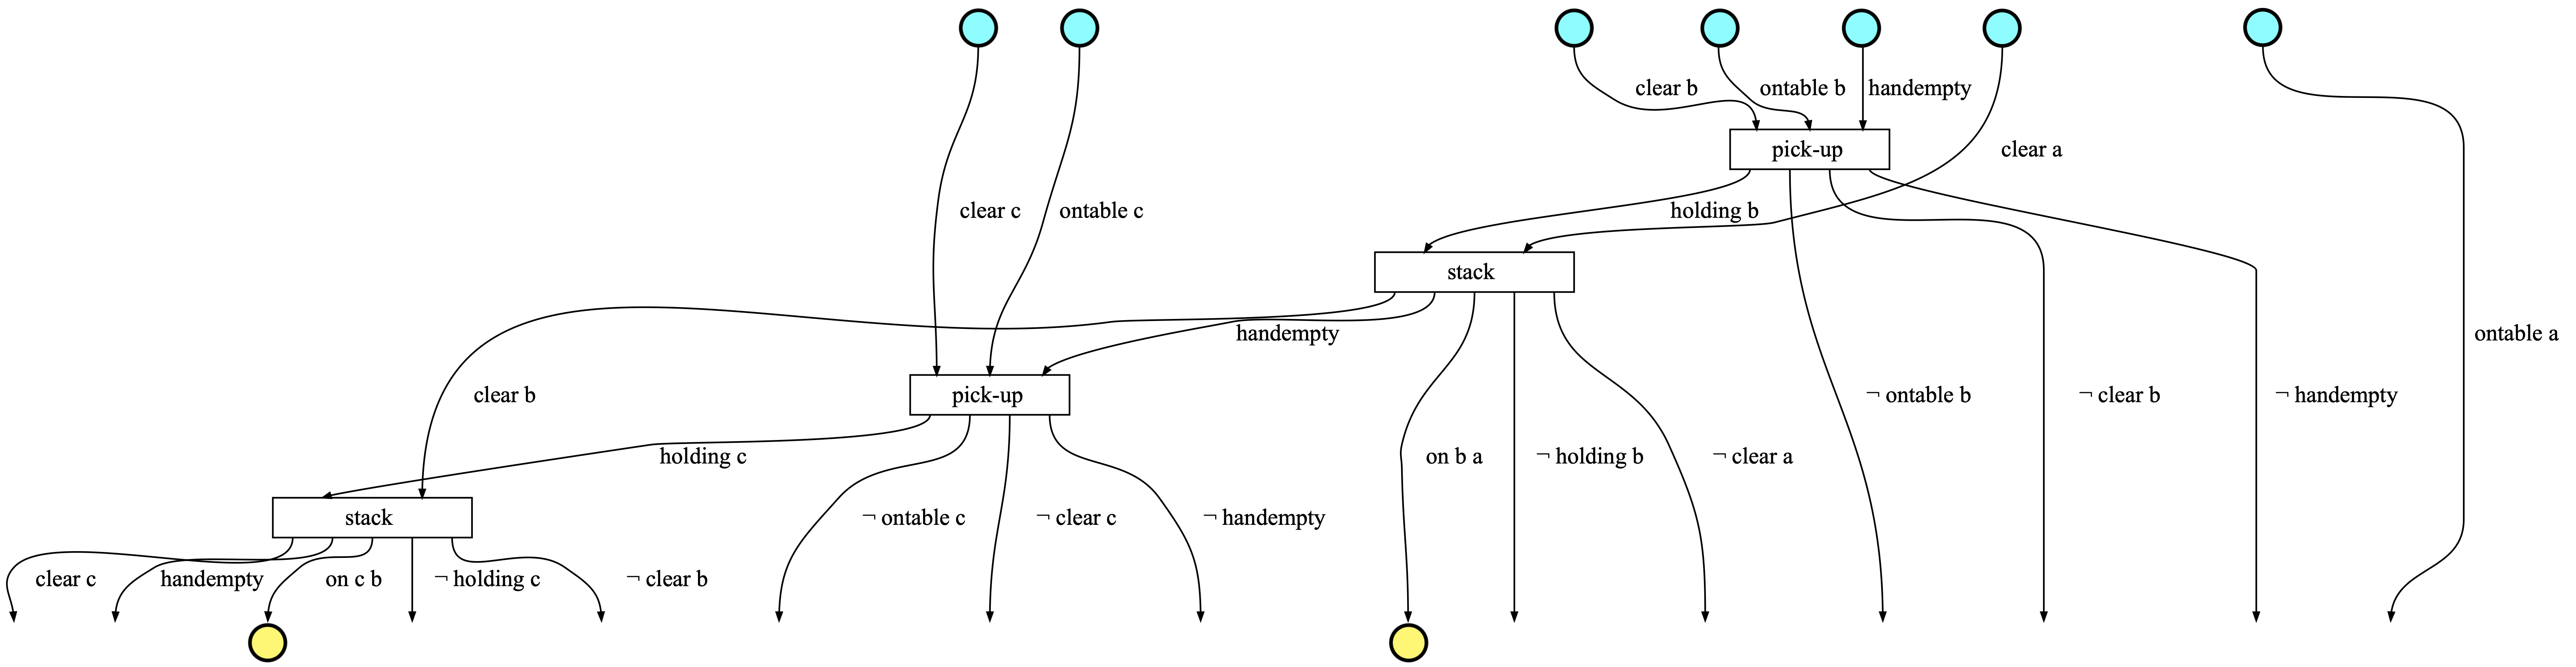 clear b
ontable b
handempty
pick-up
clear a
clear c
ontable c
holding b
stack
handempty
ontable a
clear b
pick-up
¬ ontable b
¬ clear b
¬ handempty
holding c
on b a
¬ holding b
¬ clear a
stack
¬ ontable c
¬ clear c
¬ handempty
clear c
handempty
on c b
¬ holding c
¬ clear b